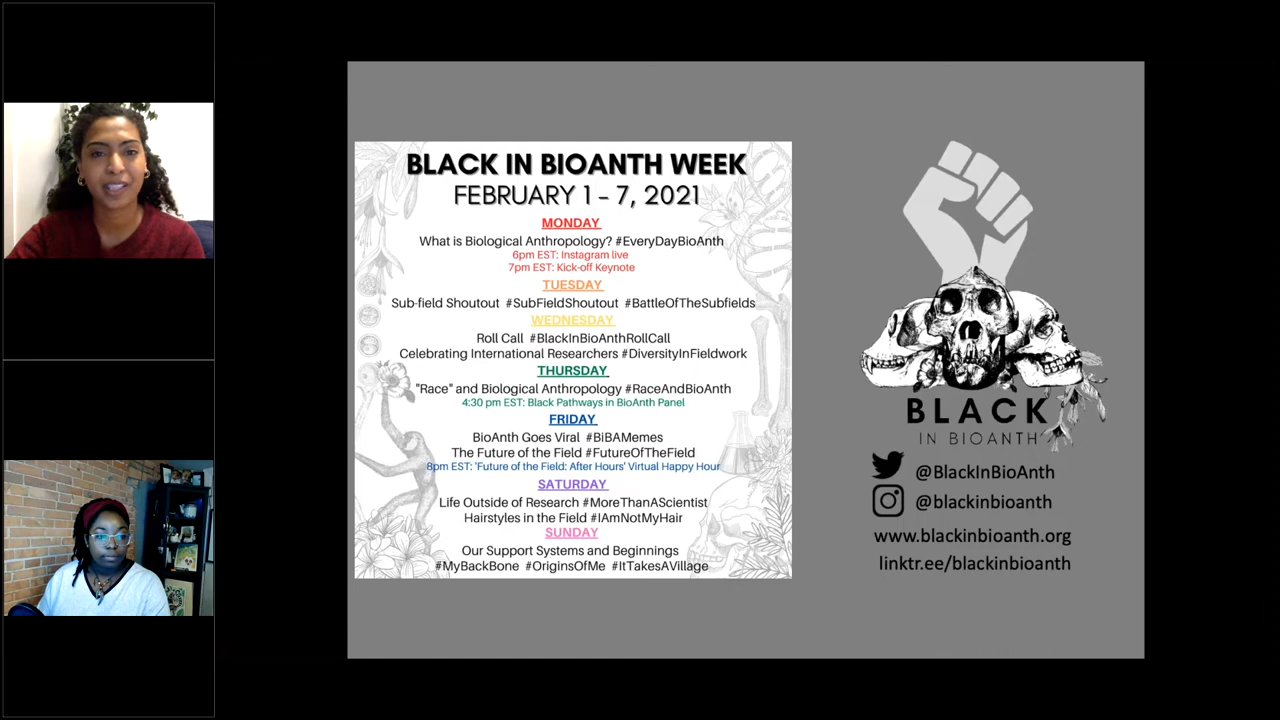 BLACK IN BIOANTH WEEK
FEBRUARY 1 – 7, 2021
MONDAY
What is Biological Anthropology? #EveryDayBioAnth
6pm EST: Instagram live
7pm EST: Kick-off Keynote
TUESDAY
Sub-field Shoutout #SubFieldShoutout #BattleOfTheSubfields
WEDNESDAY
Roll Call #BlackInBioAnthRollCall
Celebrating International Researchers #DiversityInFieldwork
THURSDAY
"Race" and Biological Anthropology #RaceAndBioAnth
4:30 pm EST: Black Pathways in BioAnth Panel
FRIDAY
BioAnth Goes Viral #BiBAMemes
The Future of the Field #FutureOfTheField
8pm EST: 'Future of the Field: After Hours' Virtual Happy Hour
SATURDAY
Life Outside of Research #MoreThanAScientist
Hairstyles in the Field #IAmNotMyHair
SUNDAY
Our Support Systems and Beginnings
#MyBackBone #OriginsOfMe #ItTakesAVillage
BLACK
IN BIOANTH
@BlackInBioAnth
@blackinbioanth
www.blackinbioanth.org
linktr.ee/blackinbioanth